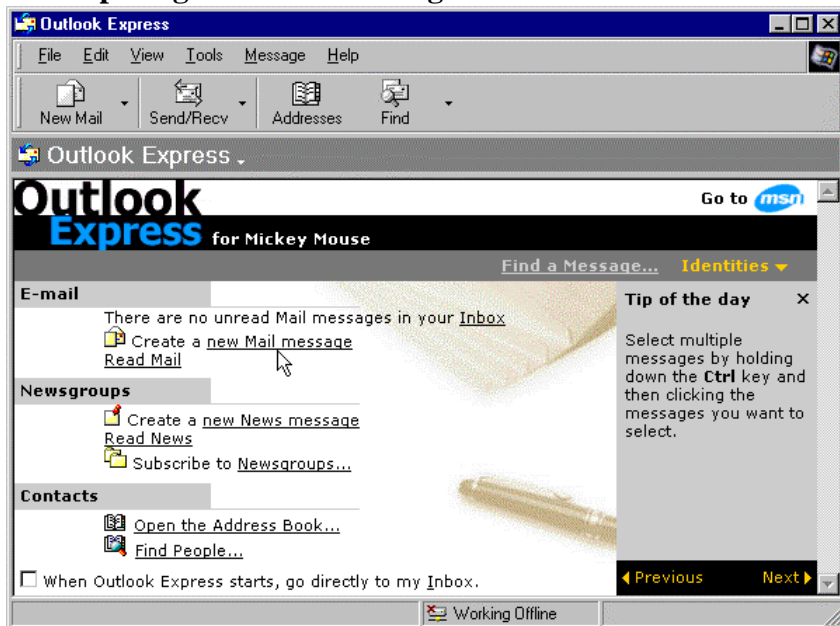 Outlook Express
File Edit View Tools Message Help
New Mail Send/Recv Addresses Find
Outlook Express
Outlook Go to msn
Express for Mickey Mouse
Find a Message... Identities
E-mail
There are no unread Mail messages in your Inbox
Create a new Mail message
Read Mail
Newsgroups
Create a new News message
Read News
Subscribe to Newsgroups...
Contacts
Open the Address Book...
Find People...
When Outlook Express starts, go directly to my Inbox.
Tip of the day
Select multiple
messages by holding
down the Ctrl key and
then clicking the
messages you want to
select.
Previous Next
Working Offline